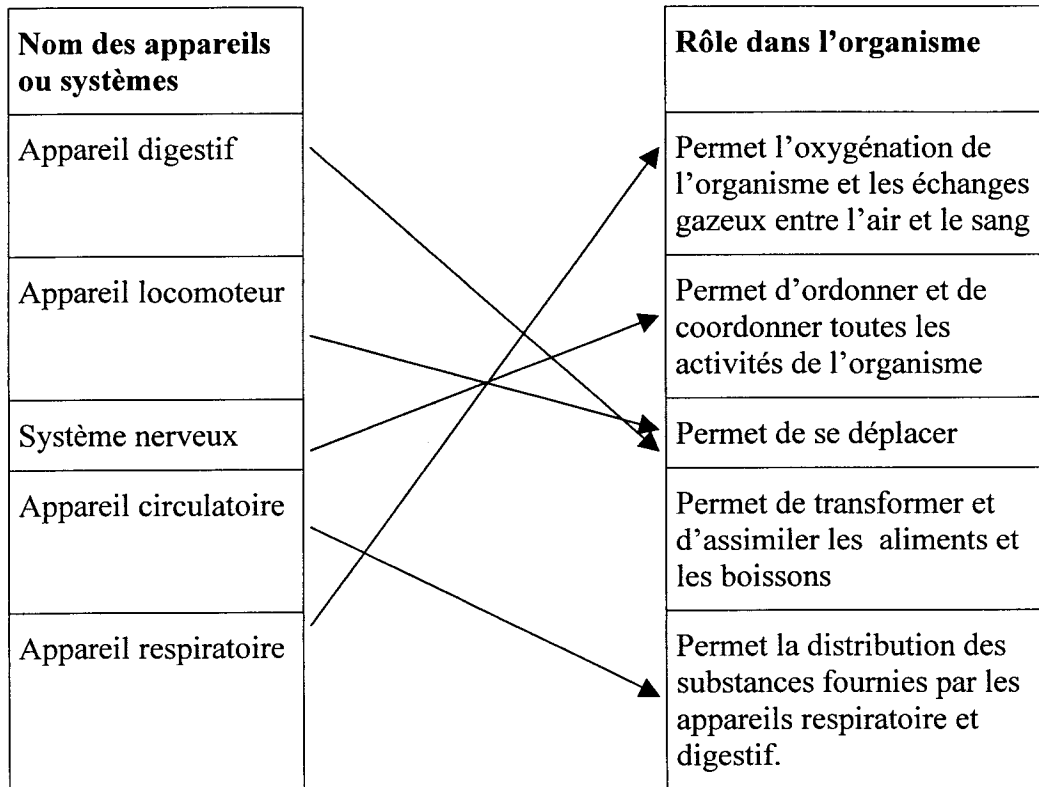 Nom des appareils
ou systèmes
Appareil digestif
Appareil locomoteur
Système nerveux
Appareil circulatoire
Appareil respiratoire
Rôle dans l’organisme
Permet l’oxygénation de
l’organisme et les échanges
gazeux entre l’air et le sang
Permet d’ordonner et de
coordonner toutes les
activités de l’organisme
Permet de se déplacer
Permet de transformer et
d’assimiler les aliments et
les boissons
Permet la distribution des
substances fournies par les
appareils respiratoire et
digestif.